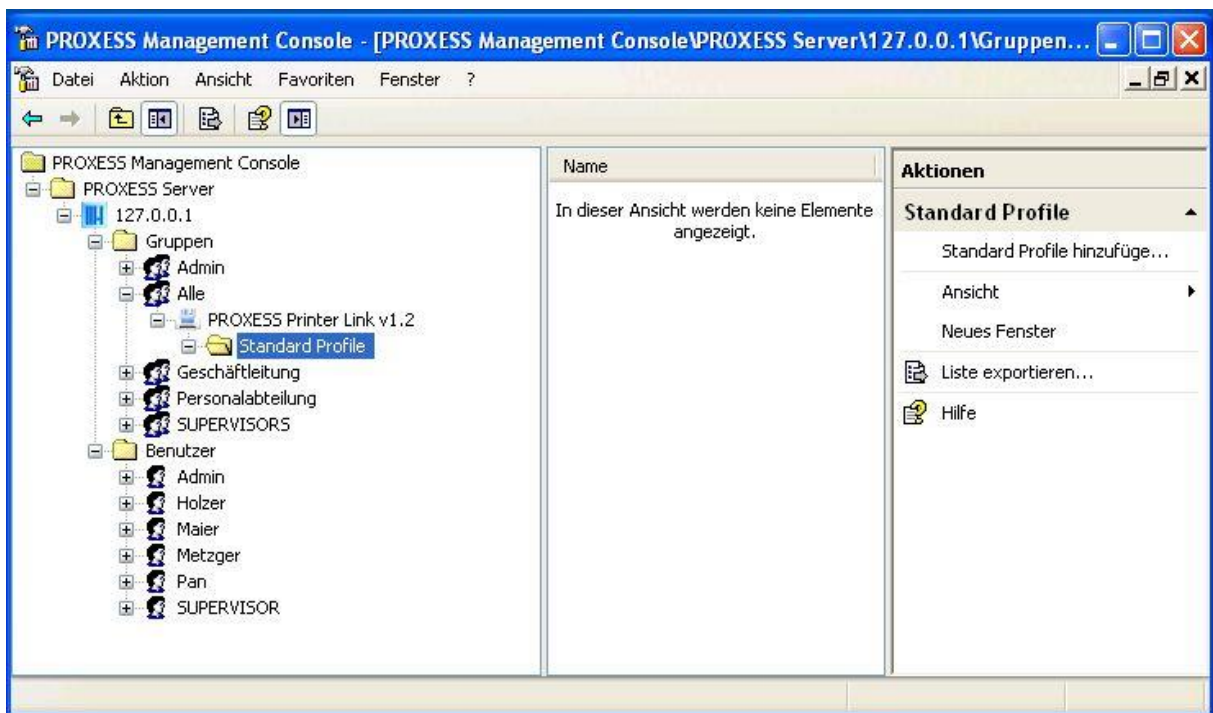 PROXESS Management Console - [PROXESS Management Console\PROXESS Server\127.0.0.1\Gruppen...
Datei Aktion Ansicht Favoriten Fenster ?
PROXESS Management Console
PROXESS Server
127.0.0.1
Gruppen
Admin
Alle
PROXESS Printer Link v1.2
Standard Profile
Geschäftleitung
Personalabteilung
SUPERVISORS
Benutzer
Admin
Holzer
Maier
Metzger
Pan
SUPERVISOR
Name
In dieser Ansicht werden keine Elemente
angezeigt.
Aktionen
Standard Profile
Standard Profile hinzufüge...
Ansicht
Neues Fenster
Liste exportieren...
Hilfe